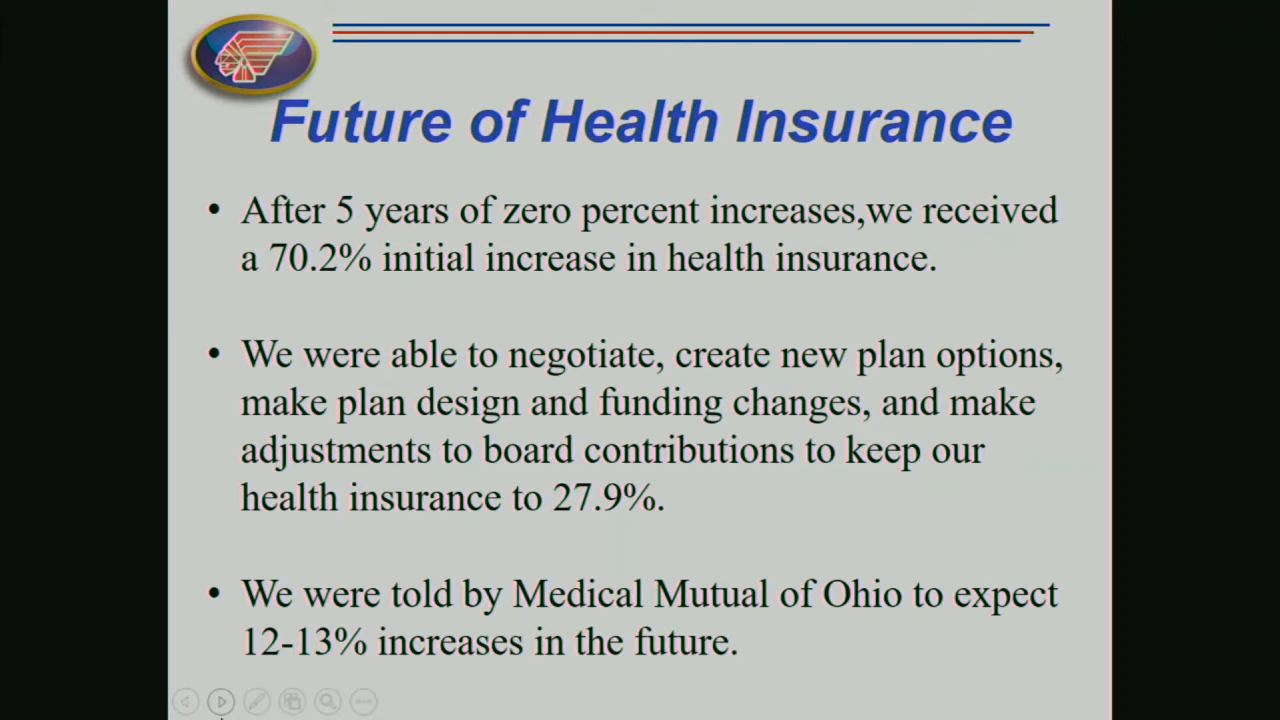 Future of Health Insurance
• After 5 years of zero percent increases,we received
a 70.2% initial increase in health insurance.
• We were able to negotiate, create new plan options,
make plan design and funding changes, and make
adjustments to board contributions to keep our
health insurance to 27.9%.
• We were told by Medical Mutual of Ohio to expect
12-13% increases in the future.